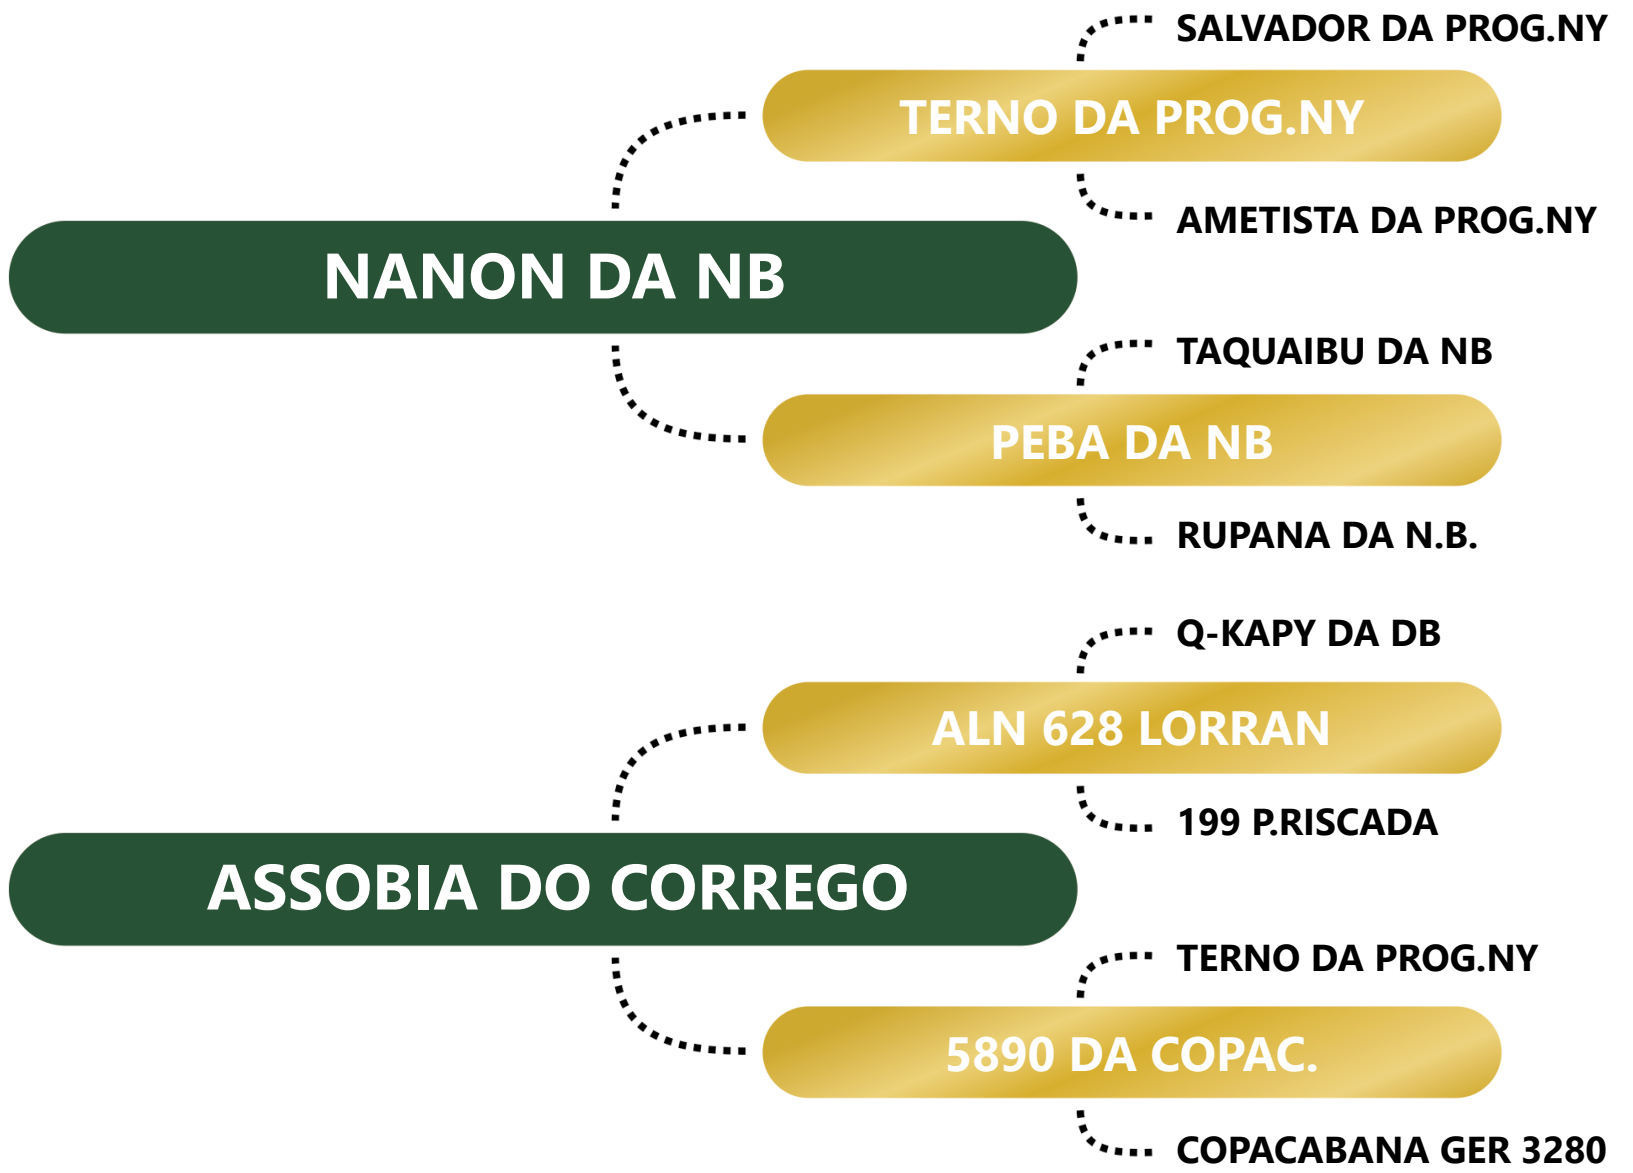 SALVADOR DA PROG.NY
TERNO DA PROG.NY
AMETISTA DA PROG.NY
NANON DA NB
TAQUAIBU DA NB
PEBA DA NB
RUPANA DA N.B.
Q-KAPY DA DB
ALN 628 LORRAN
199 P.RISCADA
ASSOBIA DO CORREGO
TERNO DA PROG.NY
5890 DA COPAC.
COPACABANA GER 3280